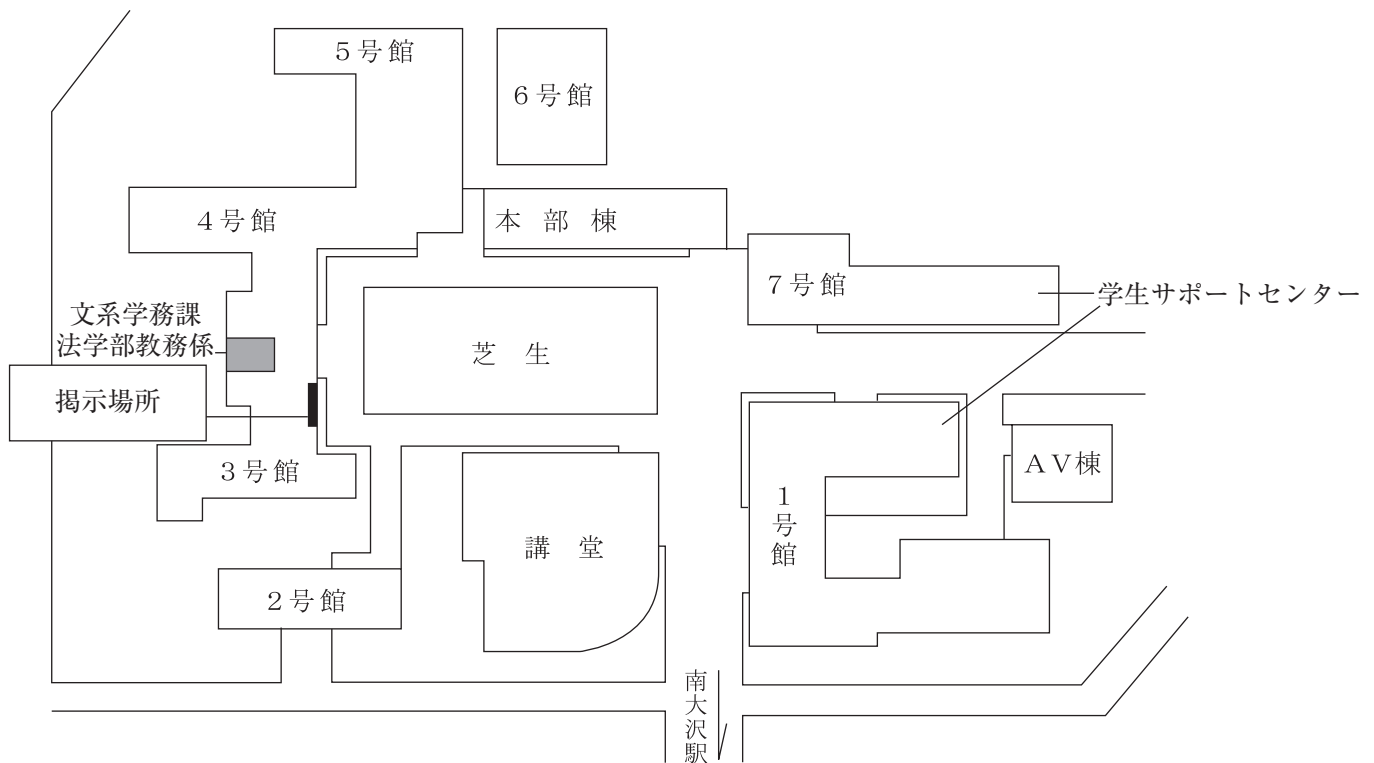 5号館
6号館
4号館
本部棟
7号館
学生サポートセンター
文系学務課
法学部教務係
芝生
掲示場所
3号館
AV棟
1号館
講堂
2号館
南大沢駅